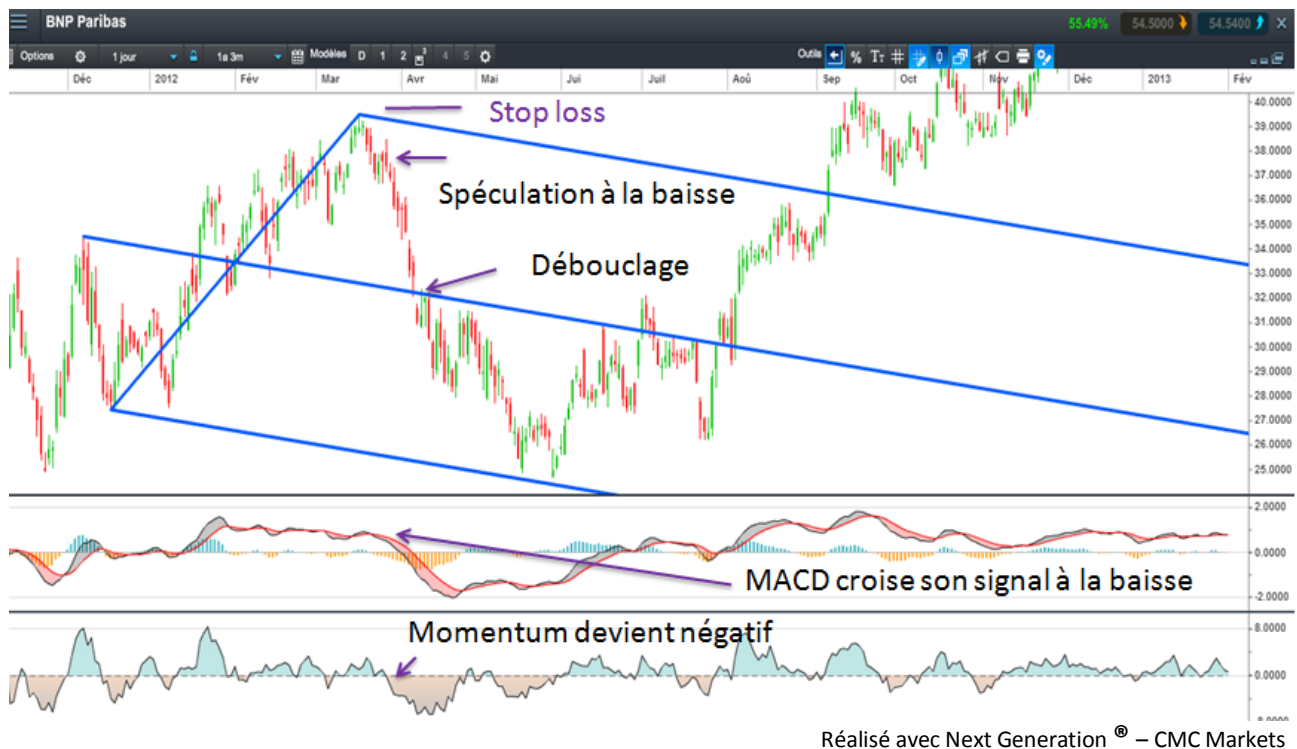 BNP Paribas
55.49% 54.5000 54.5400
Options 1 jour 1a 3m Modèles D 1 2 3 4 5 Outils
Déc 2012 Fév Mar Avr Mai Jui Juil Aoû Sep Oct Nov Déc 2013 Fév
40.0000
Stop loss
39.0000
38.0000
37.0000
Spéculation à la baisse
36.0000
35.0000
34.0000
Débouclage
33.0000
32.0000
31.0000
30.0000
29.0000
28.0000
27.0000
26.0000
25.0000
2.0000
0.0000
MACD croise son signal à la baisse
-2.0000
Momentum devient négatif
8.0000
0.0000
-8.0000
Réalisé avec Next Generation ® – CMC Markets